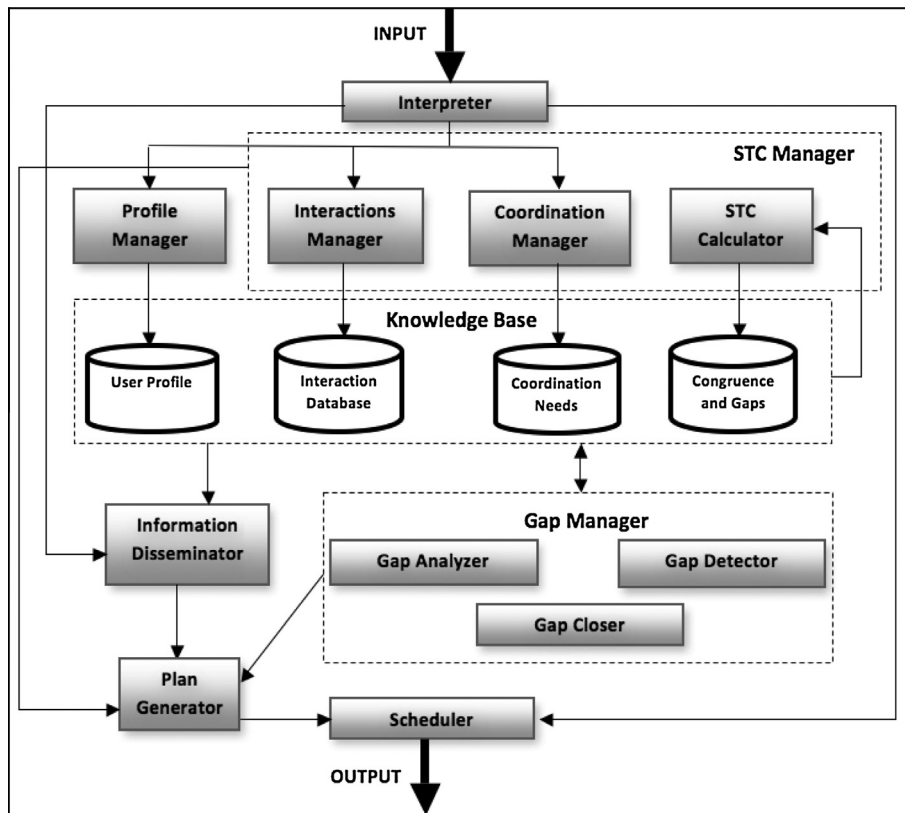 INPUT
Interpreter
STC Manager
Profile
Manager
Interactions
Manager
Coordination
Manager
STC
Calculator
Knowledge Base
User Profile
Interaction
Database
Coordination
Needs
Congruence
and Gaps
Information
Disseminator
Gap Manager
Gap Analyzer
Gap Detector
Gap Closer
Plan
Generator
Scheduler
OUTPUT